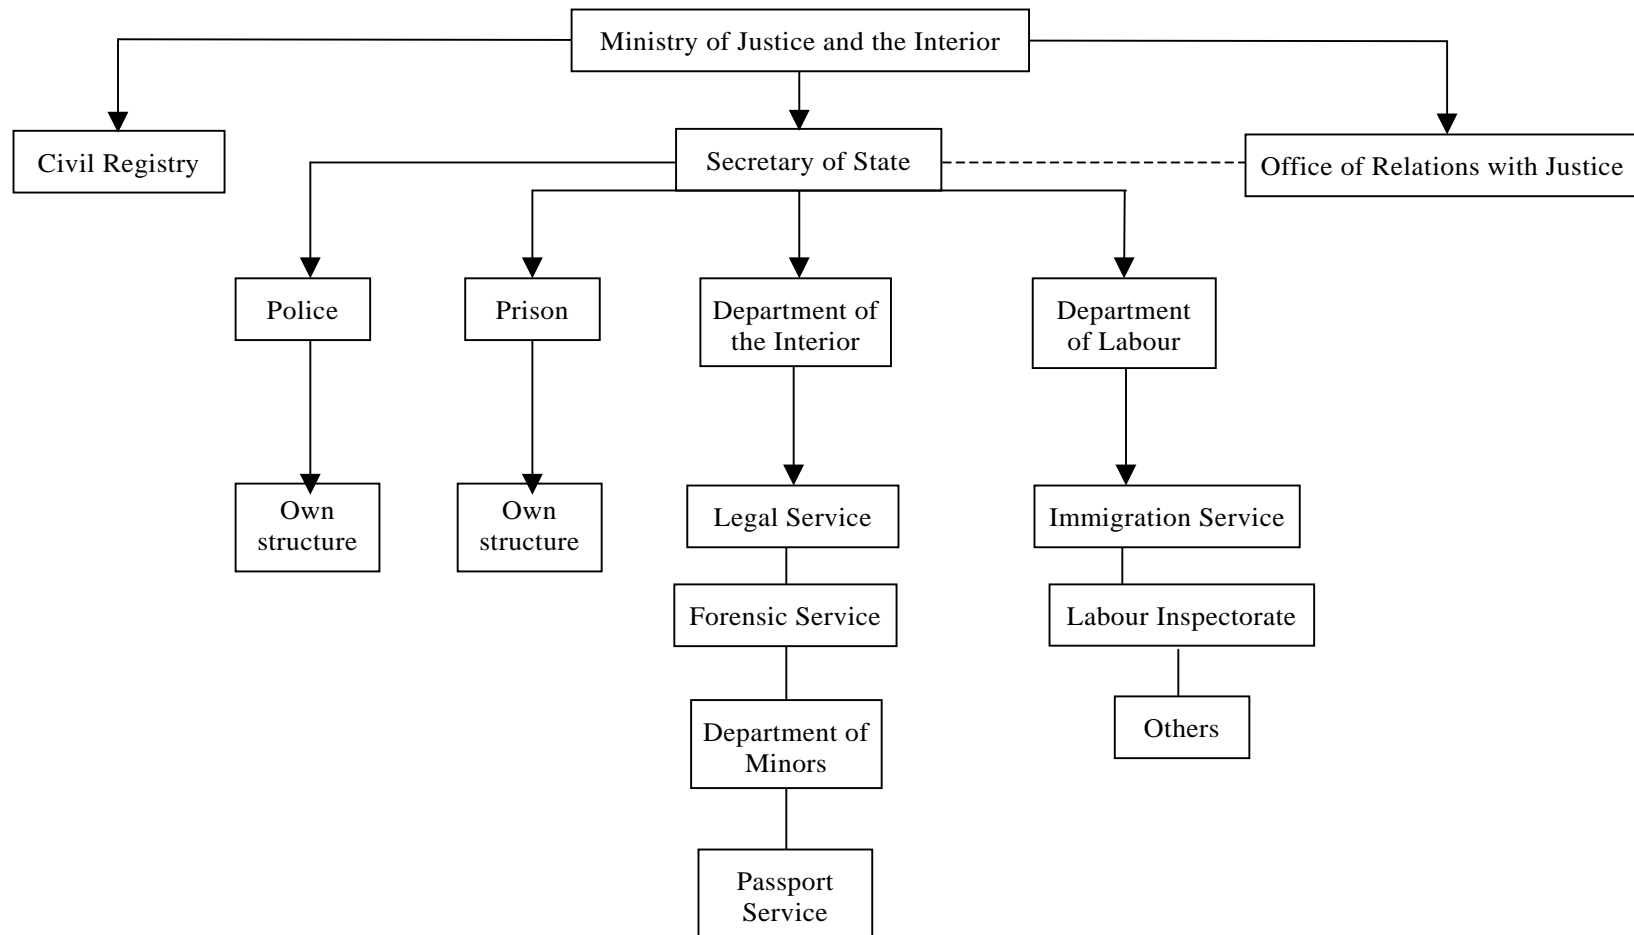 Ministry of Justice and the Interior
Civil Registry
Secretary of State
Office of Relations with Justice
Police
Prison
Department of
the Interior
Department
of Labour
Own
structure
Own
structure
Legal Service
Immigration Service
Forensic Service
Labour Inspectorate
Department of
Minors
Others
Passport
Service